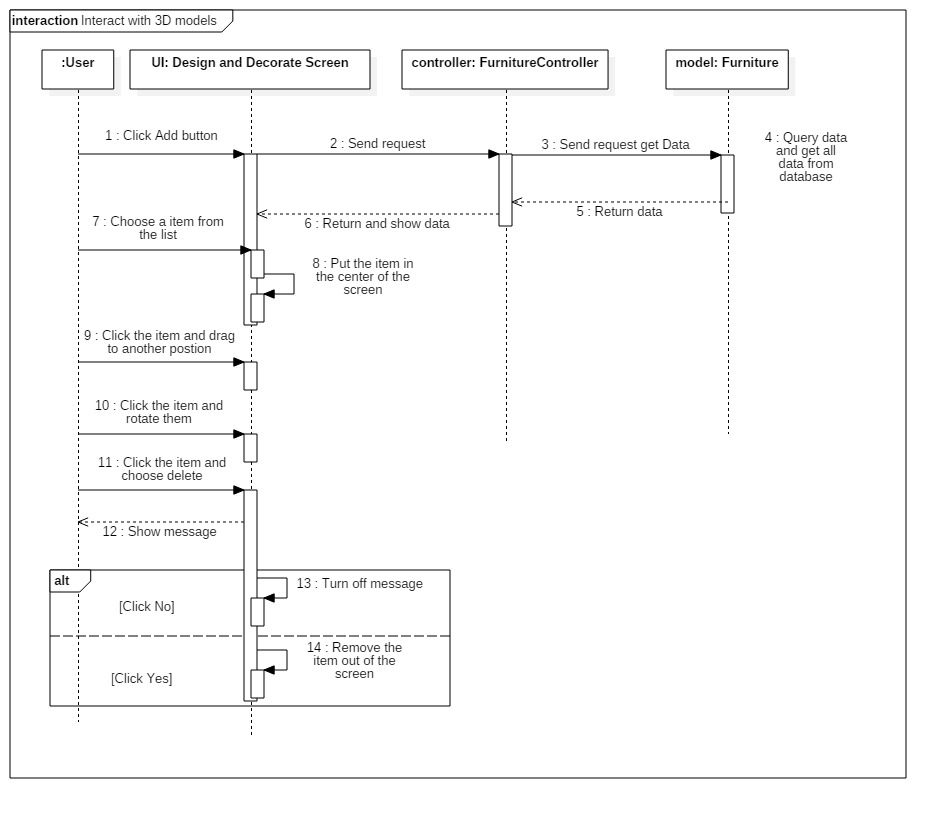 interaction Interact with 3D models
:User
UI: Design and Decorate Screen
controller: FurnitureController
model: Furniture
1 : Click Add button
2 : Send request
3 : Send request get Data
4 : Query data
and get all
data from
database
5 : Return data
6 : Return and show data
7 : Choose a item from
the list
8 : Put the item in
the center of the
screen
9 : Click the item and drag
to another postion
10 : Click the item and
rotate them
11 : Click the item and
choose delete
12 : Show message
alt
13 : Turn off message
[Click No]
14 : Remove the
item out of the
screen
[Click Yes]